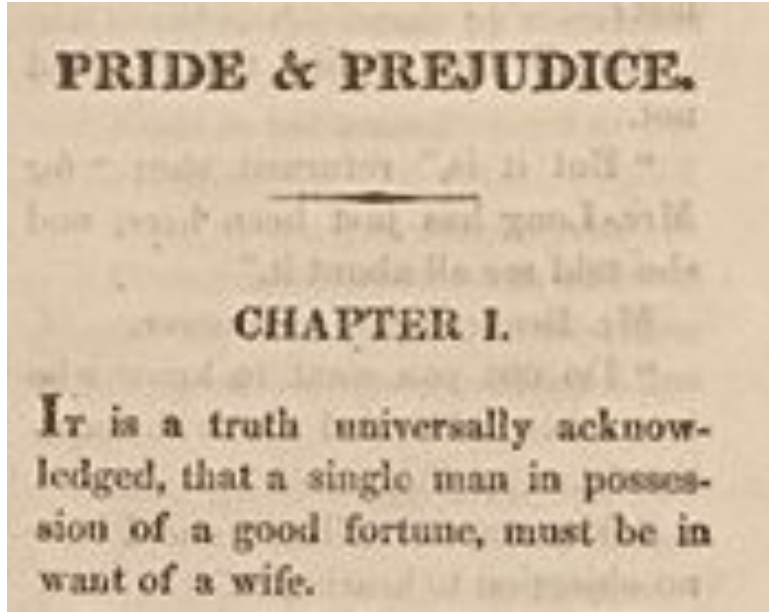 PRIDE & PREJUDICE.
CHAPTER I.
IT is a truth universally acknow-
ledged, that a single man in posses-
sion of a good fortune, must be in
want of a wife.